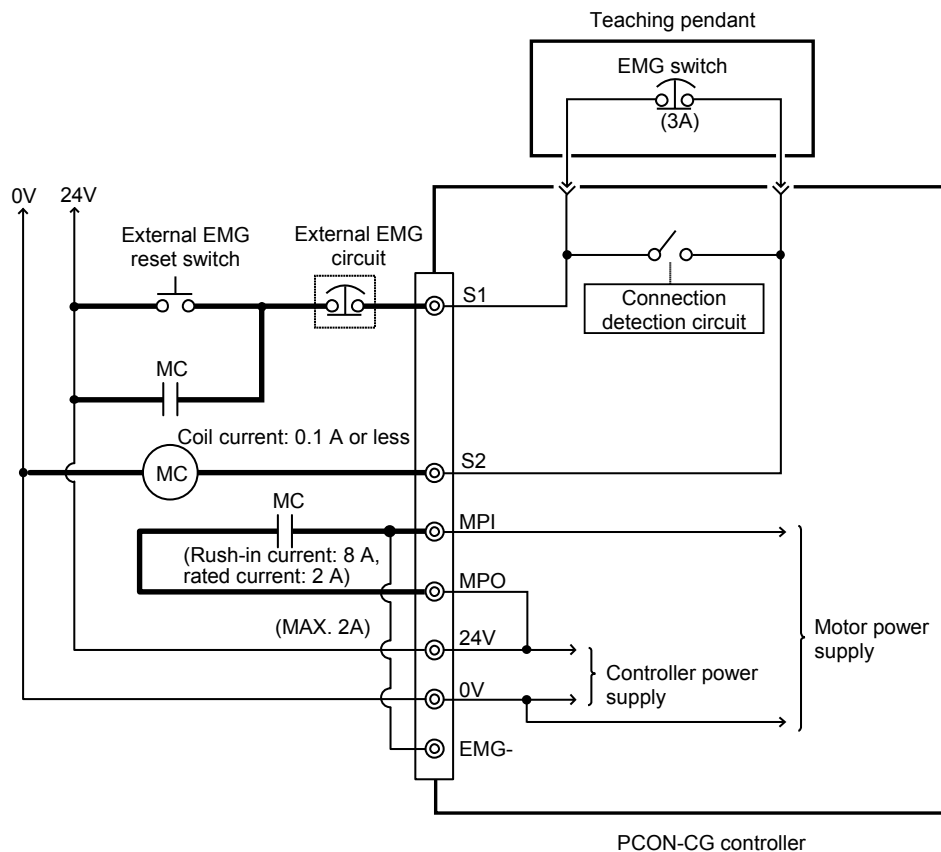 Teaching pendant
EMG switch
(3A)
0V
24V
External EMG
reset switch
External EMG
circuit
S1
Connection
detection circuit
MC
Coil current: 0.1 A or less
MC
S2
MC
MPI
(Rush-in current: 8 A,
rated current: 2 A)
MPO
(MAX. 2A)
24V
Motor power
supply
Controller power
supply
0V
EMG-
PCON-CG controller